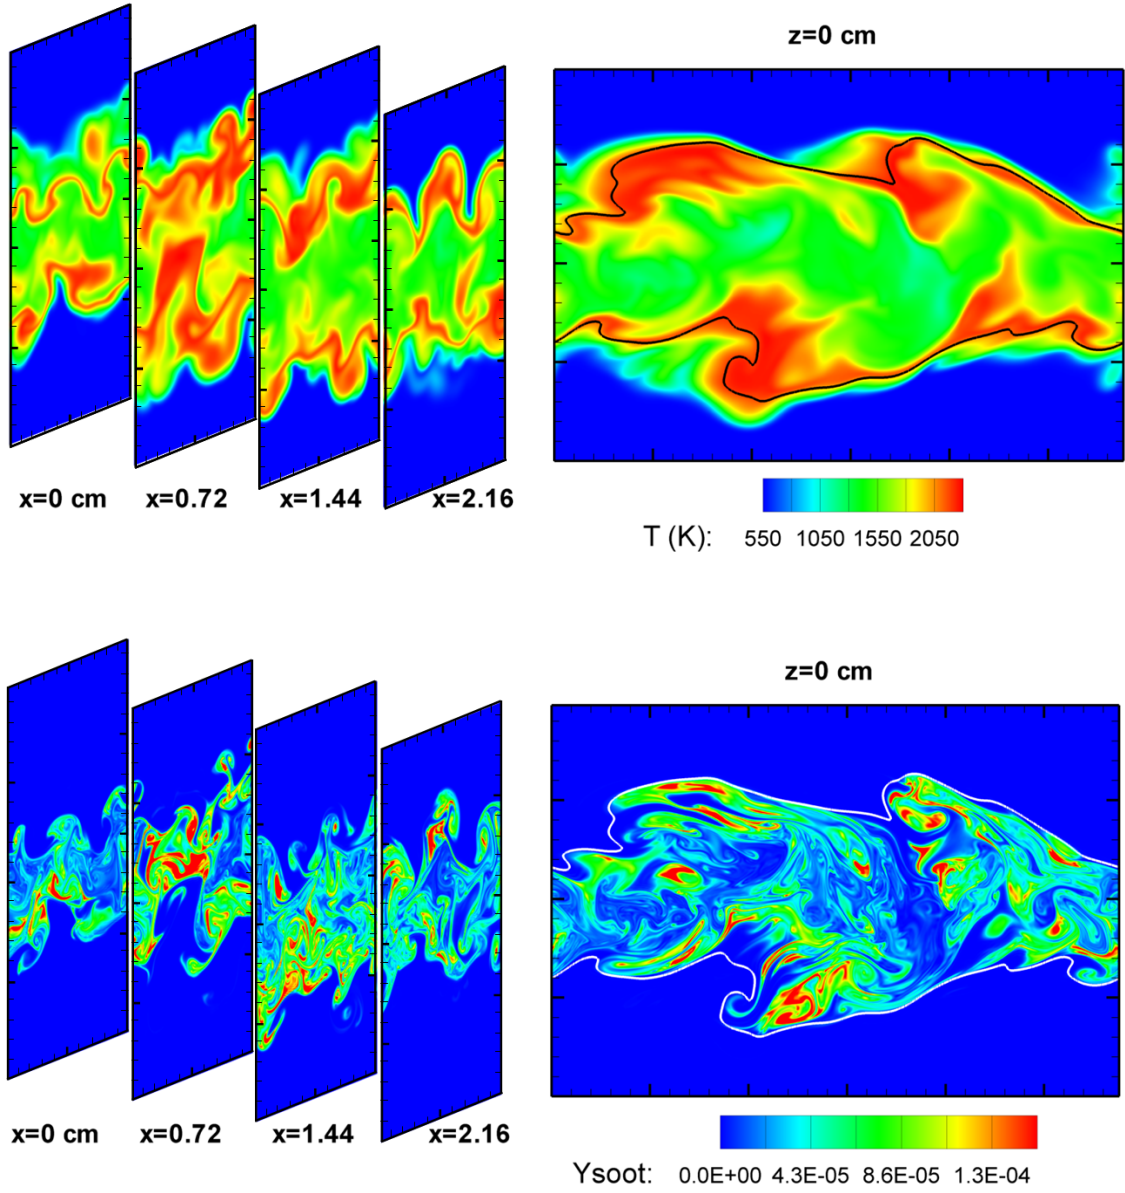 z=0 cm
x=0 cm x=0.72 x=1.44 x=2.16
T (K): 550 1050 1550 2050
z=0 cm
x=0 cm x=0.72 x=1.44 x=2.16
Ysoot: 0.0E+00 4.3E-05 8.6E-05 1.3E-04